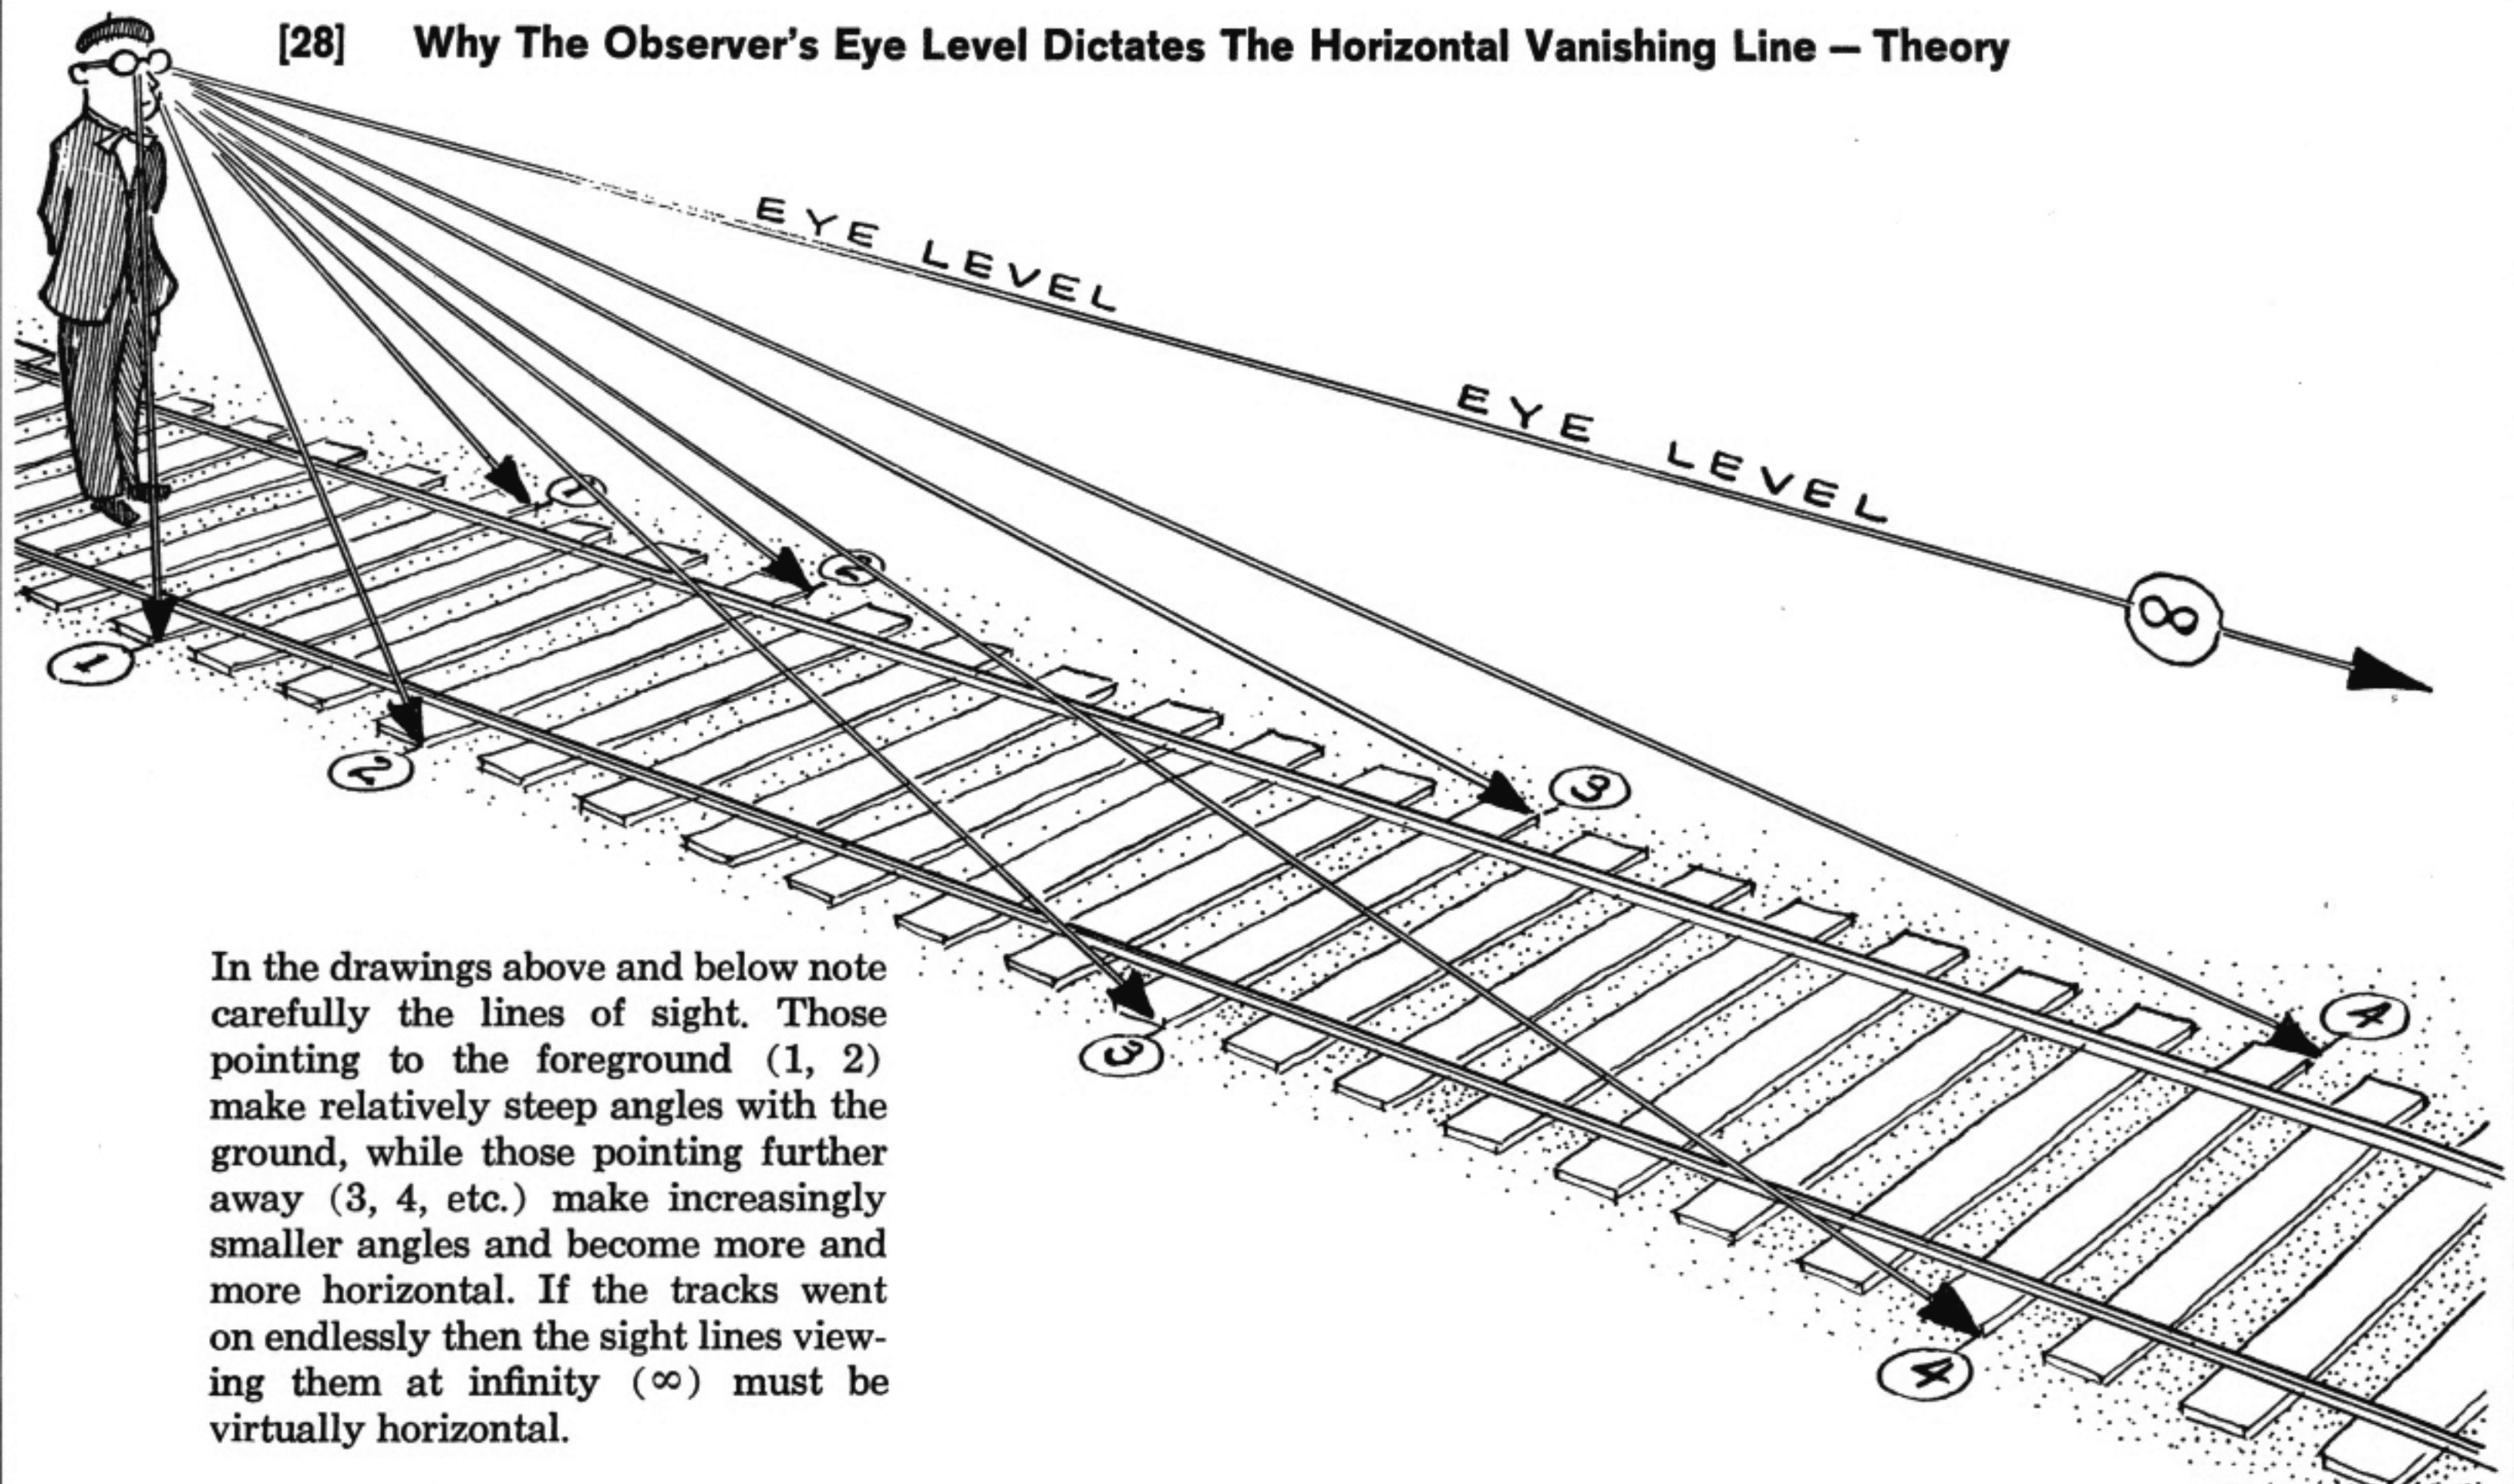 [28] Why The Observer's Eye Level Dictates The Horizontal Vanishing Line – Theory
EYE LEVEL
EYE LEVEL
∞
1
2
3
4
1
2
3
4
In the drawings above and below note
carefully the lines of sight. Those
pointing to the foreground (1, 2)
make relatively steep angles with the
ground, while those pointing further
away (3, 4, etc.) make increasingly
smaller angles and become more and
more horizontal. If the tracks went
on endlessly then the sight lines view-
ing them at infinity (∞) must be
virtually horizontal.